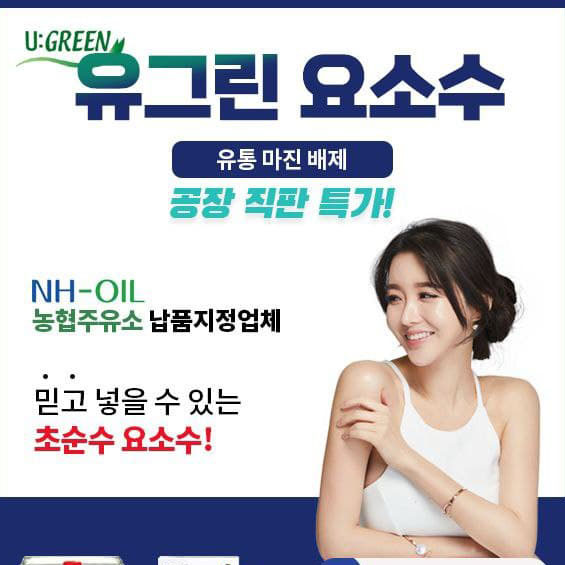 U:GREEN
유그린 요소수
유통 마진 배제
공장 직판 특가!
NH-OIL
농협주유소 납품지정업체
믿고 넣을 수 있는
초순수 요소수!